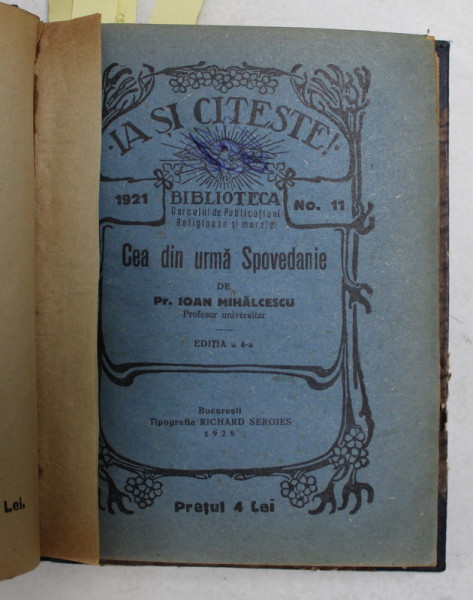 IA ȘI CITEȘTE!
1921
BIBLIOTECA
No. 11
Cercului de Publicațiuni
Religioase și morale
Cea din urmă Spovedanie
DE
Pr. IOAN MIHĂLCESCU
Profesor universitar
EDIȚIA a 4-a
București
Tipografia RICHARD SEROIES
Prețul 4 Lei
Lei.